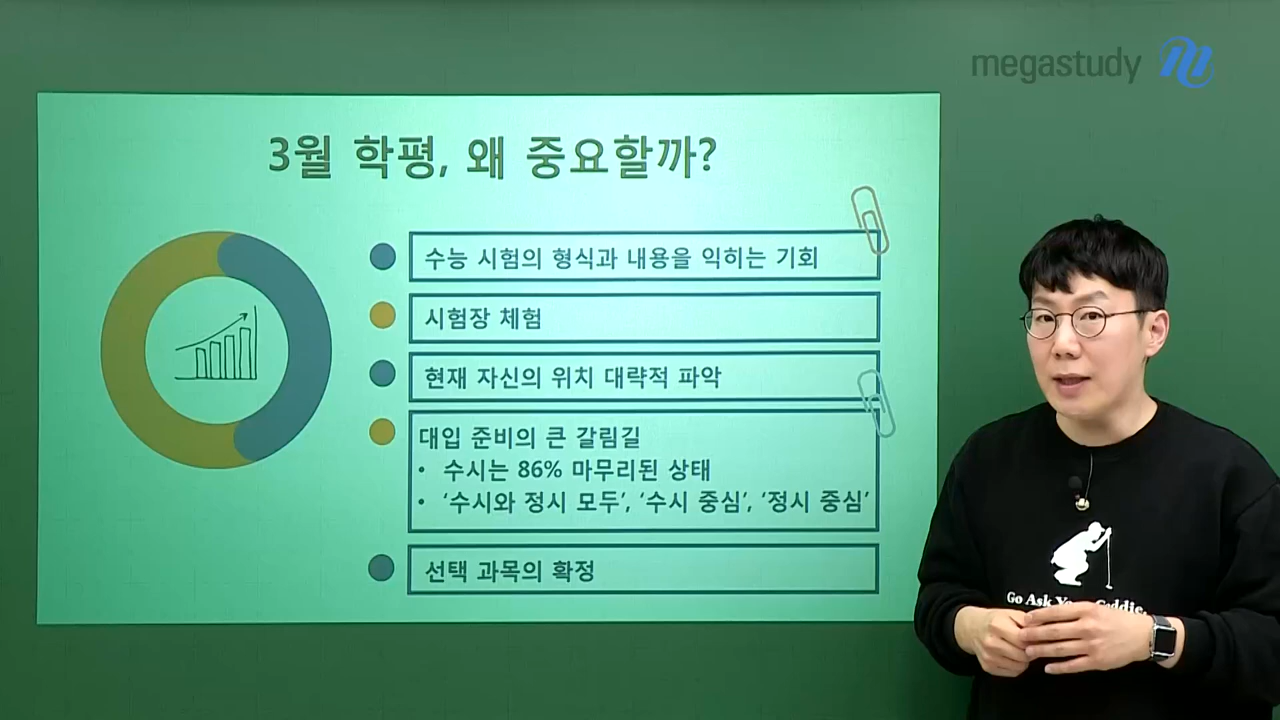 megastudy
3월 학평, 왜 중요할까?
수능 시험의 형식과 내용을 익히는 기회
시험장 체험
현재 자신의 위치 대략적 파악
대입 준비의 큰 갈림길
• 수시는 86% 마무리된 상태
• ‘수시와 정시 모두’, ‘수시 중심’, ‘정시 중심’
선택 과목의 확정
Go Ask Your Caddie.